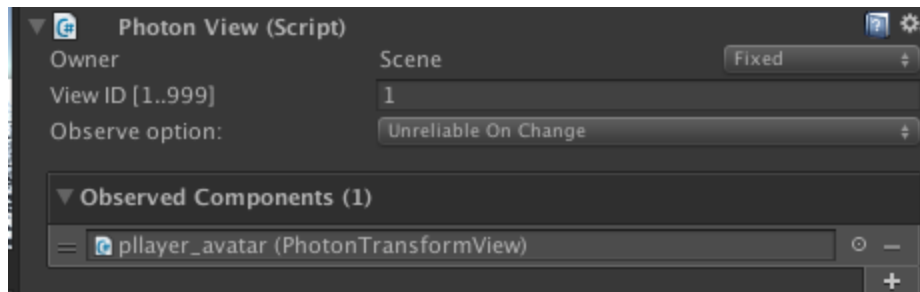 Photon View (Script)
Owner Scene Fixed
View ID [1..999] 1
Observe option: Unreliable On Change
Observed Components (1)
pllayer_avatar (PhotonTransformView)